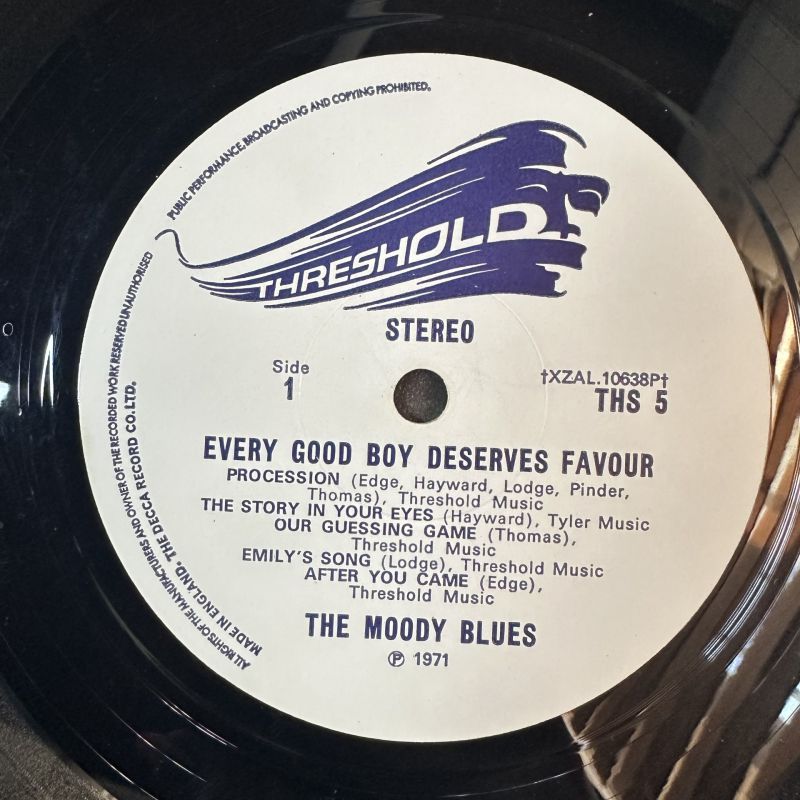 PUBLIC PERFORMANCE, BROADCASTING AND COPYING PROHIBITED.
THRESHOLD
STEREO
Side
1
†XZAL.10638P†
THS 5
EVERY GOOD BOY DESERVES FAVOUR
PROCESSION (Edge, Hayward, Lodge, Pinder,
Thomas), Threshold Music
THE STORY IN YOUR EYES (Hayward), Tyler Music
OUR GUESSING GAME (Thomas),
Threshold Music
EMILY'S SONG (Lodge), Threshold Music
AFTER YOU CAME (Edge),
Threshold Music
THE MOODY BLUES
℗ 1971
ALL RIGHTS OF THE MANUFACTURERS AND OWNER OF THE RECORDED WORK RESERVED UNAUTHORISED
MADE IN ENGLAND. THE DECCA RECORD CO. LTD.